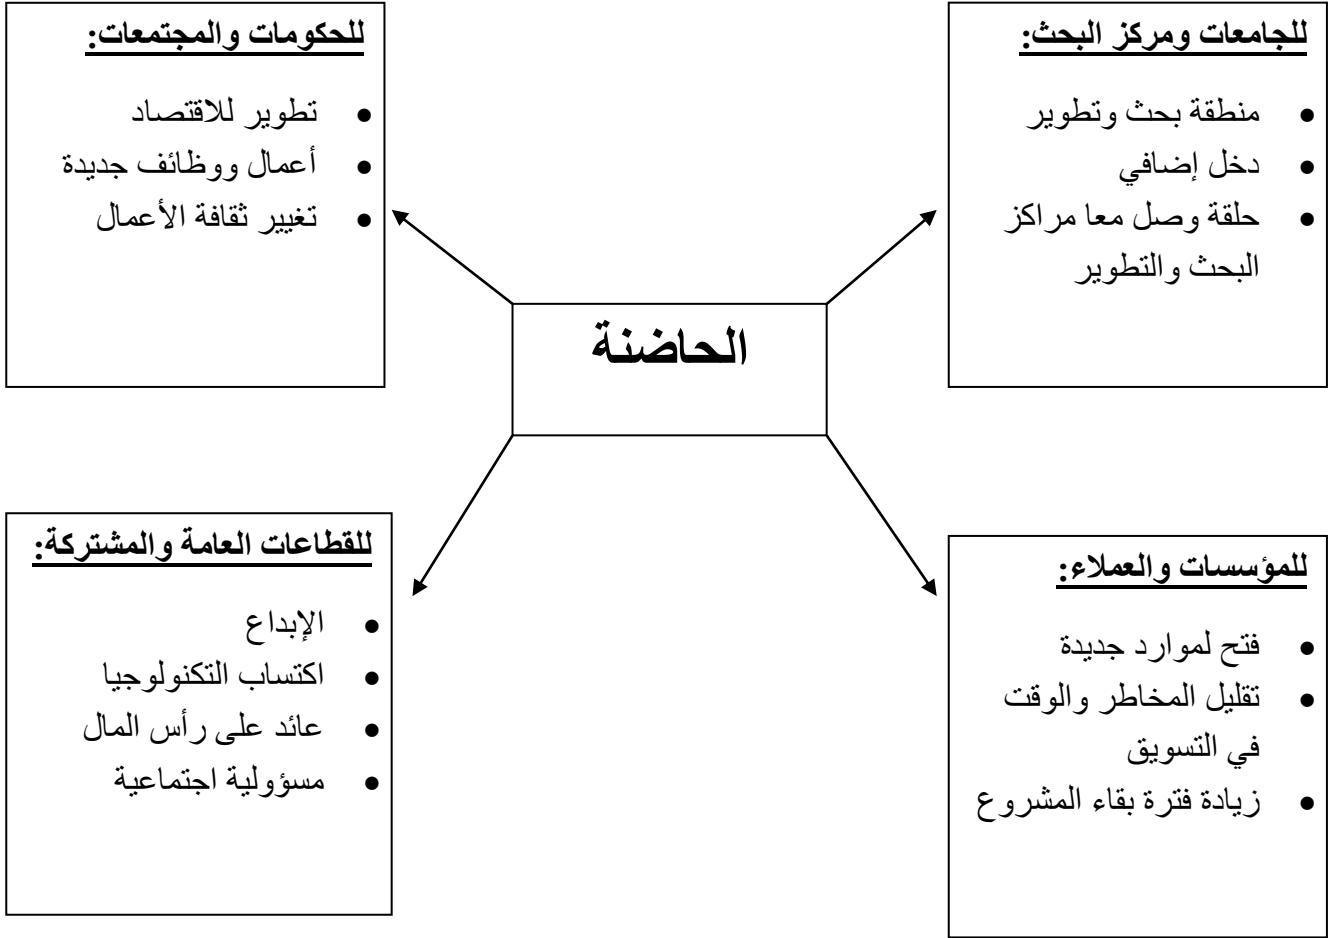 للجامعات ومركز البحث:
• منطقة بحث وتطوير
• دخل إضافي
• حلقة وصل معا مراكز
البحث والتطوير
للحكومات والمجتمعات:
• تطوير للاقتصاد
• أعمال ووظائف جديدة
• تغيير ثقافة الأعمال
الحاضنة
للمؤسسات والعملاء:
• فتح لموارد جديدة
• تقليل المخاطر والوقت
في التسويق
• زيادة فترة بقاء المشروع
للقطاعات العامة والمشتركة:
• الإبداع
• اكتساب التكنولوجيا
• عائد على رأس المال
• مسؤولية اجتماعية